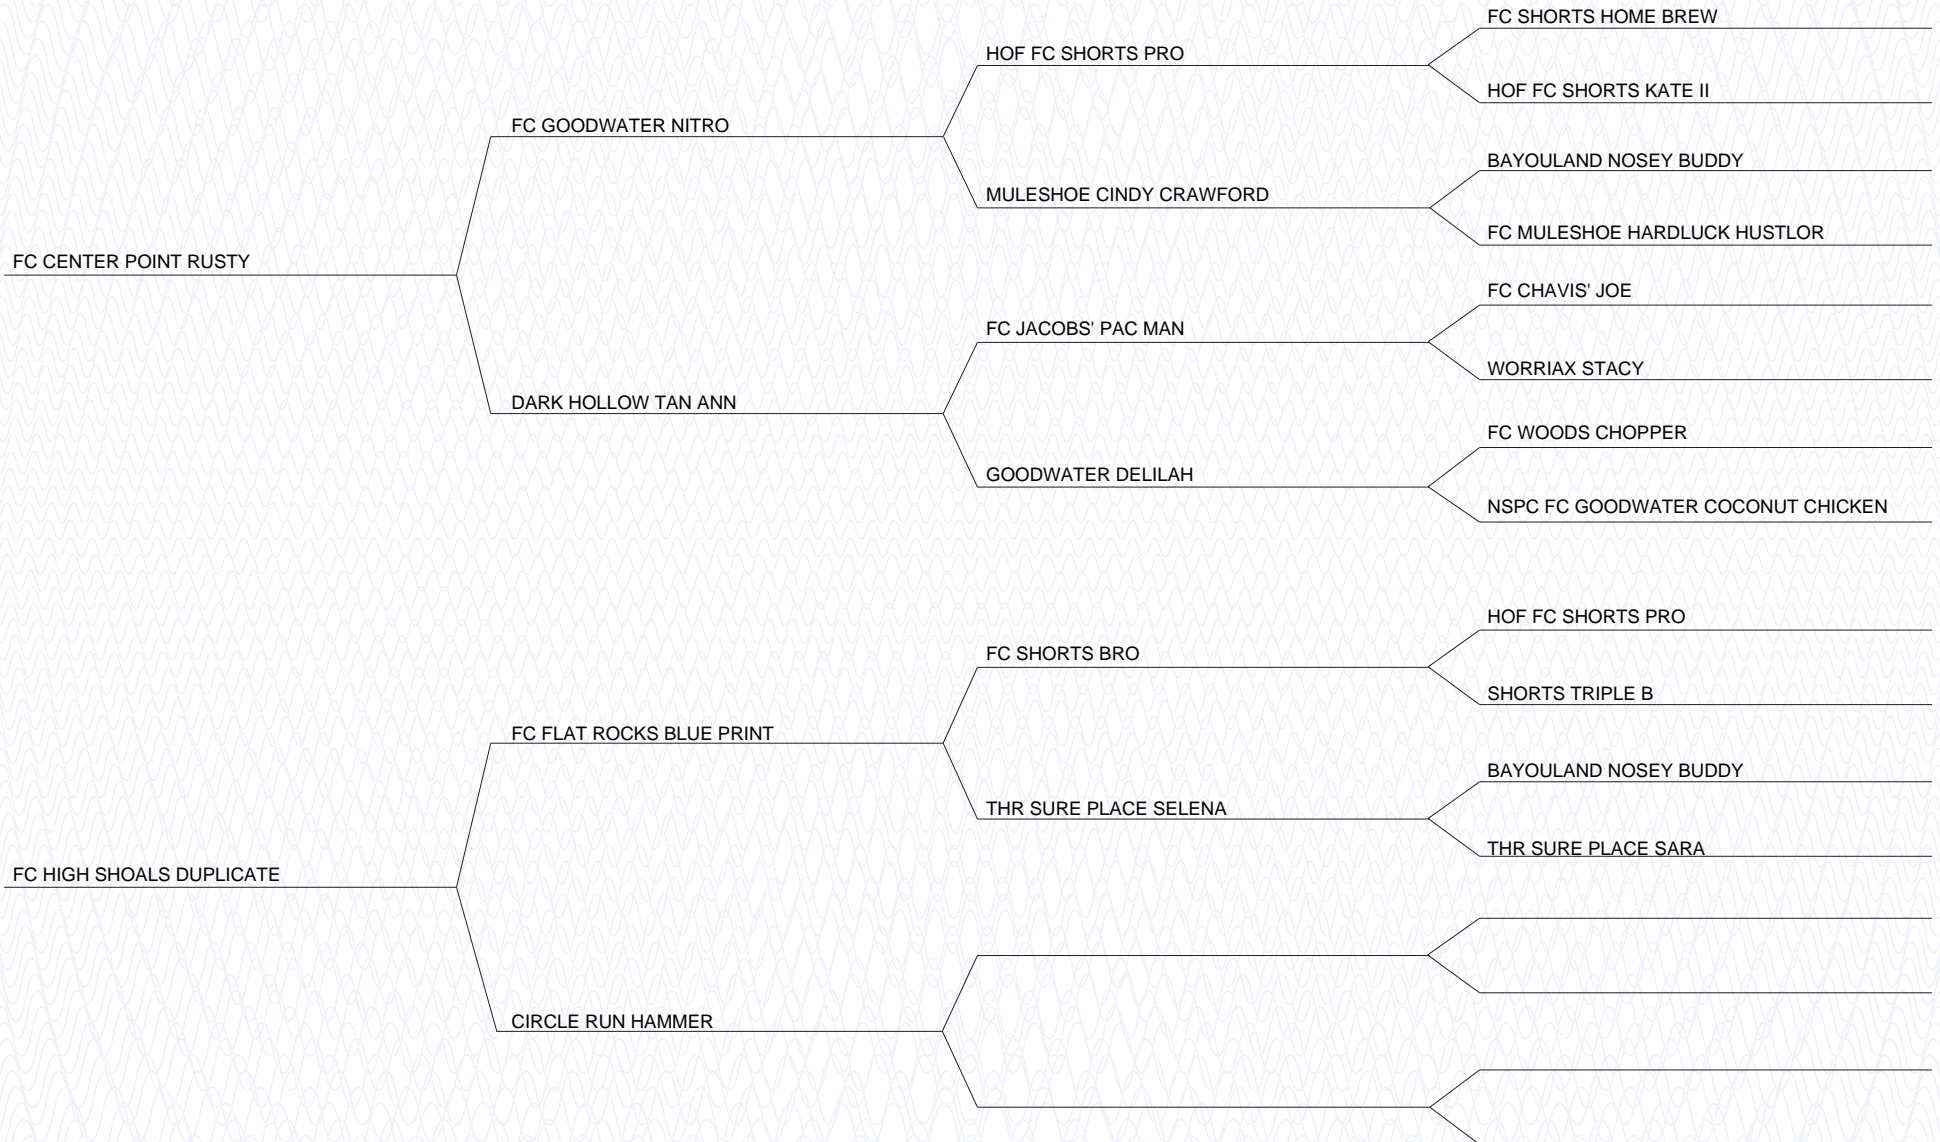 FC SHORTS HOME BREW
HOF FC SHORTS PRO
HOF FC SHORTS KATE II
FC GOODWATER NITRO
BAYOULAND NOSEY BUDDY
MULESHOE CINDY CRAWFORD
FC MULESHOE HARDLUCK HUSTLOR
FC CENTER POINT RUSTY
FC CHAVIS' JOE
FC JACOBS' PAC MAN
WORRIAX STACY
DARK HOLLOW TAN ANN
FC WOODS CHOPPER
GOODWATER DELILAH
NSPC FC GOODWATER COCONUT CHICKEN
HOF FC SHORTS PRO
FC SHORTS BRO
SHORTS TRIPLE B
FC FLAT ROCKS BLUE PRINT
BAYOULAND NOSEY BUDDY
THR SURE PLACE SELENA
THR SURE PLACE SARA
FC HIGH SHOALS DUPLICATE
CIRCLE RUN HAMMER